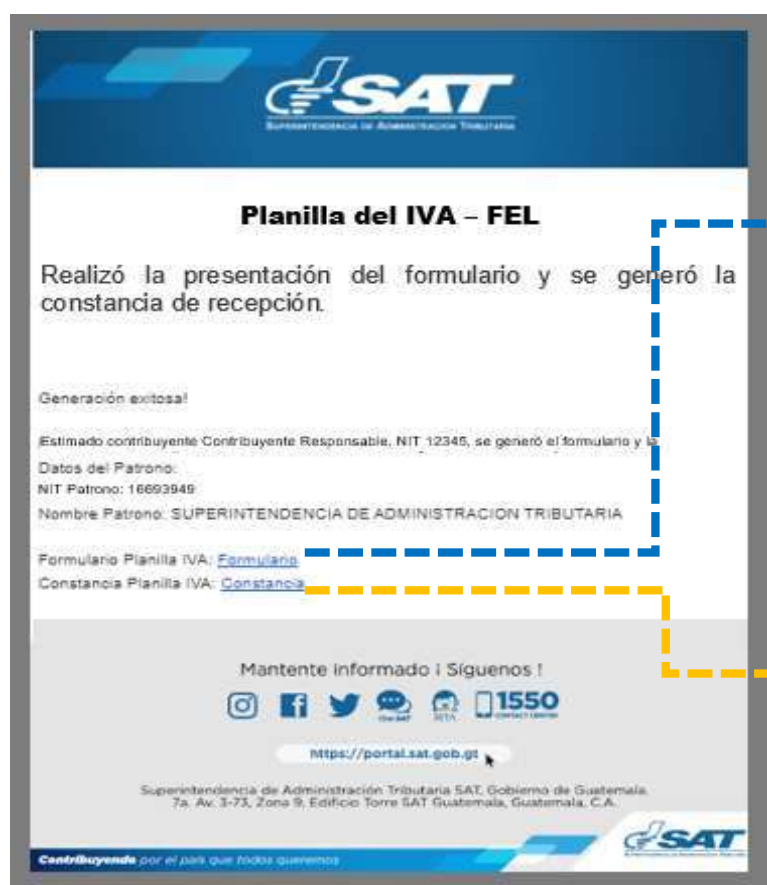 SAT
SUPERINTENDENCIA DE ADMINISTRACIÓN TRIBUTARIA
Planilla del IVA – FEL
Realizó la presentación del formulario y se generó la
constancia de recepción.
Generación exitosa!
Estimado contribuyente Contribuyente Responsable, NIT 12345, se generó el formulario y la
Datos del Patrono:
NIT Patrono: 16693949
Nombre Patrono: SUPERINTENDENCIA DE ADMINISTRACION TRIBUTARIA
Formulario Planilla IVA: Formulario
Constancia Planilla IVA: Constancia
Mantente informado ¡ Síguenos !
1550
CONTACT CENTER
https://portal.sat.gob.gt
Superintendencia de Administración Tributaria SAT, Gobierno de Guatemala.
7a. Av. 3-73, Zona 9, Edificio Torre SAT Guatemala, Guatemala, C.A.
SAT
Contribuyendo por el país que todos queremos